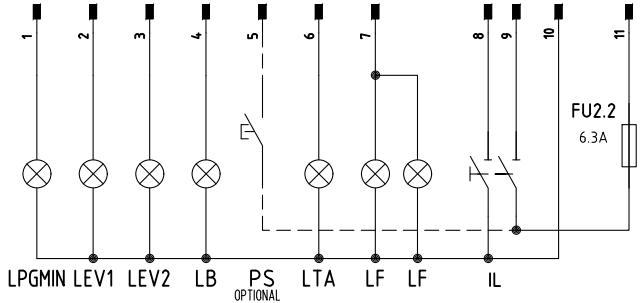 1 2 3 4 5 6 7 8 9 10 11
FU2.2
6.3A
LPGMIN LEV1 LEV2 LB PS LTA LF LF IL
OPTIONAL